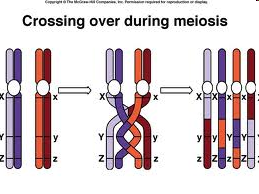 Copyright © The McGraw-Hill Companies, Inc. Permission required for reproduction or display.
Crossing over during meiosis
X x X x X x
Y y Y y Y y
Z z Z z Z z